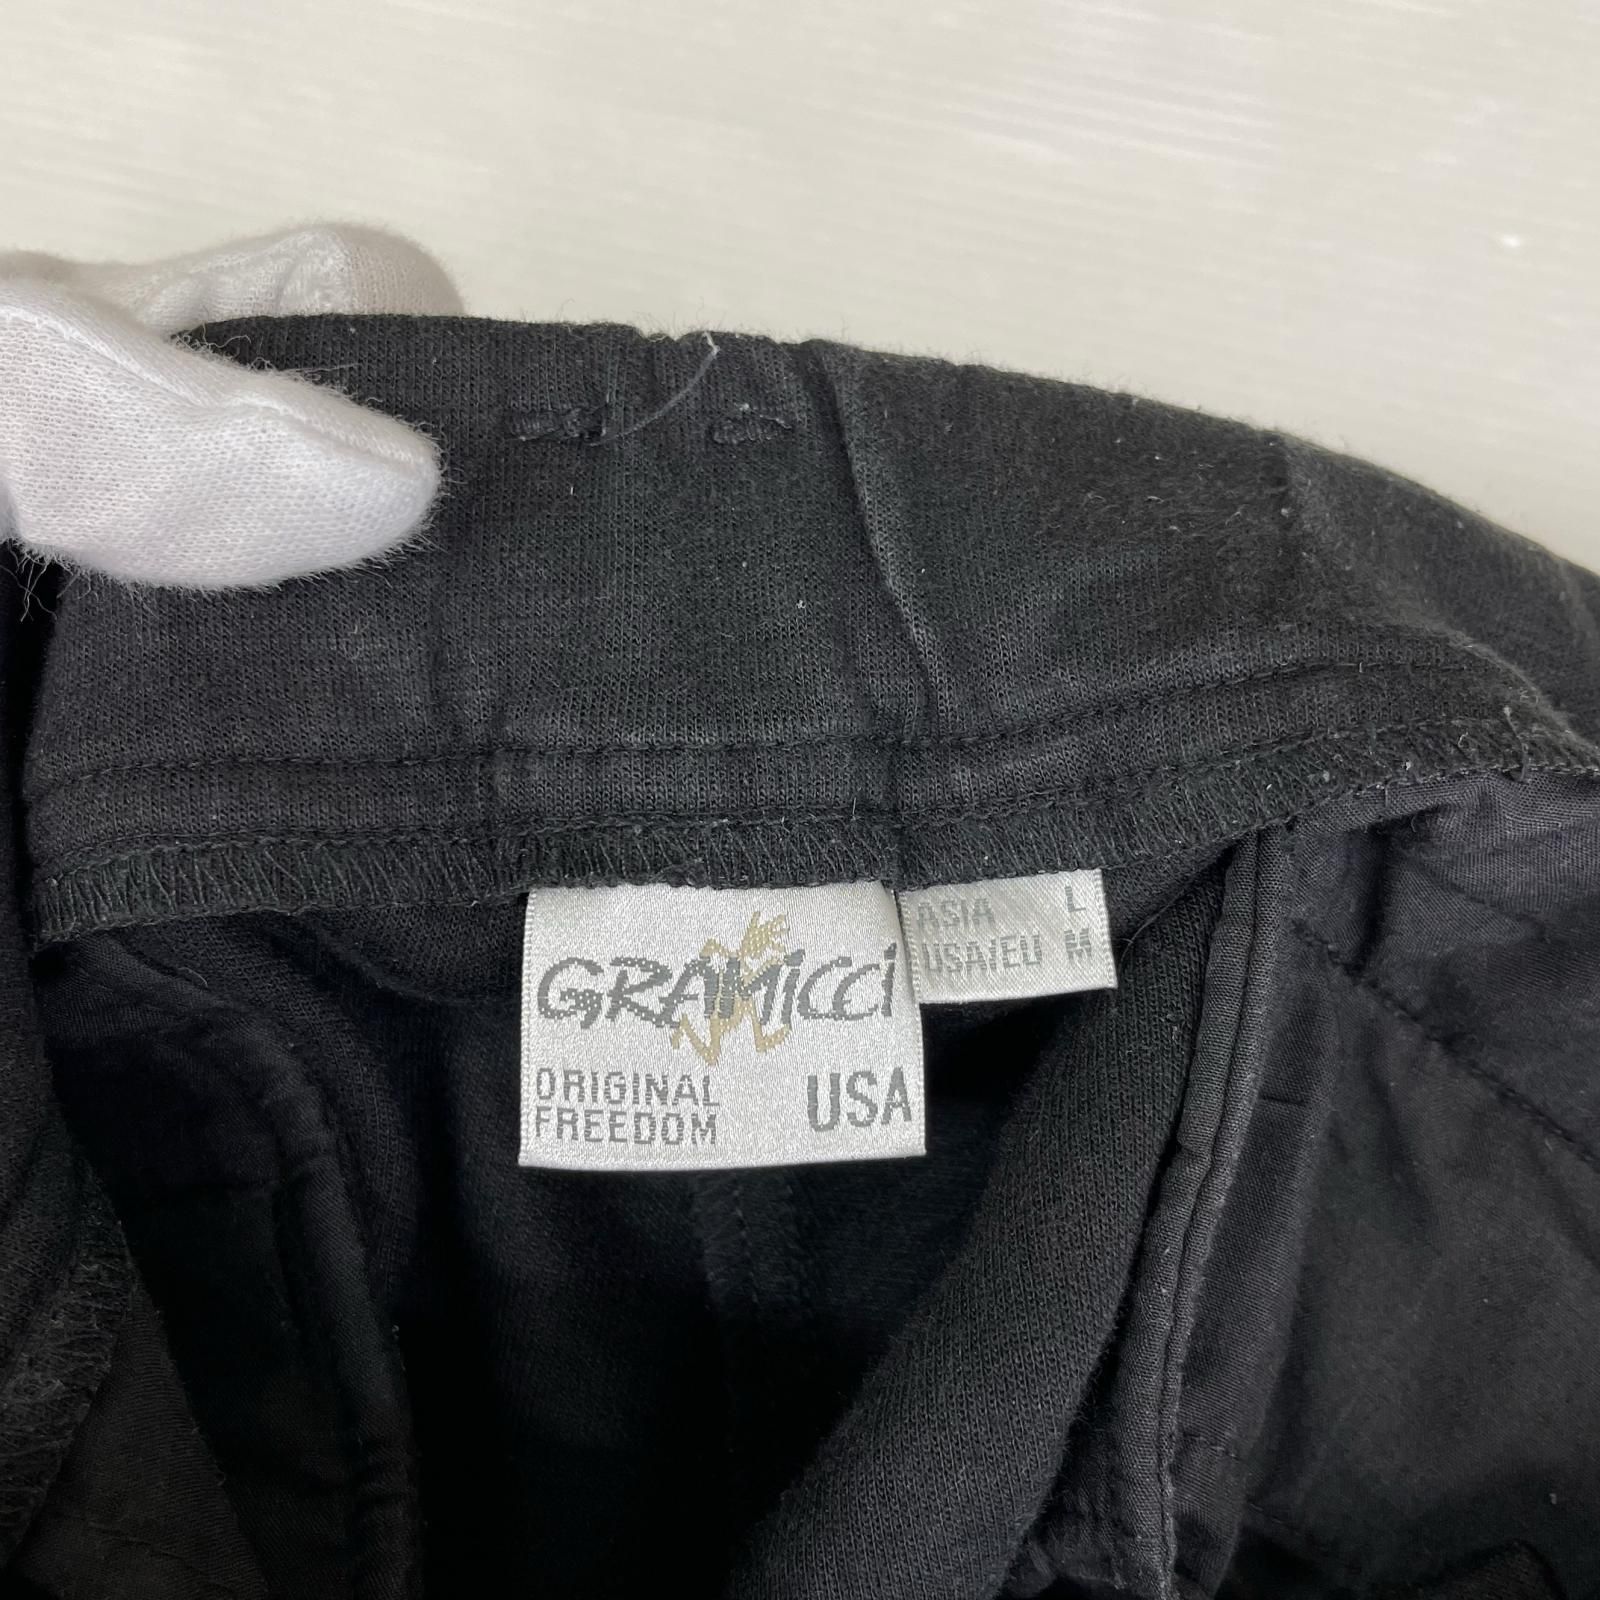 GRAMiCCi
ORIGINAL
FREEDOM
USA
ASIA L
USA/EU M